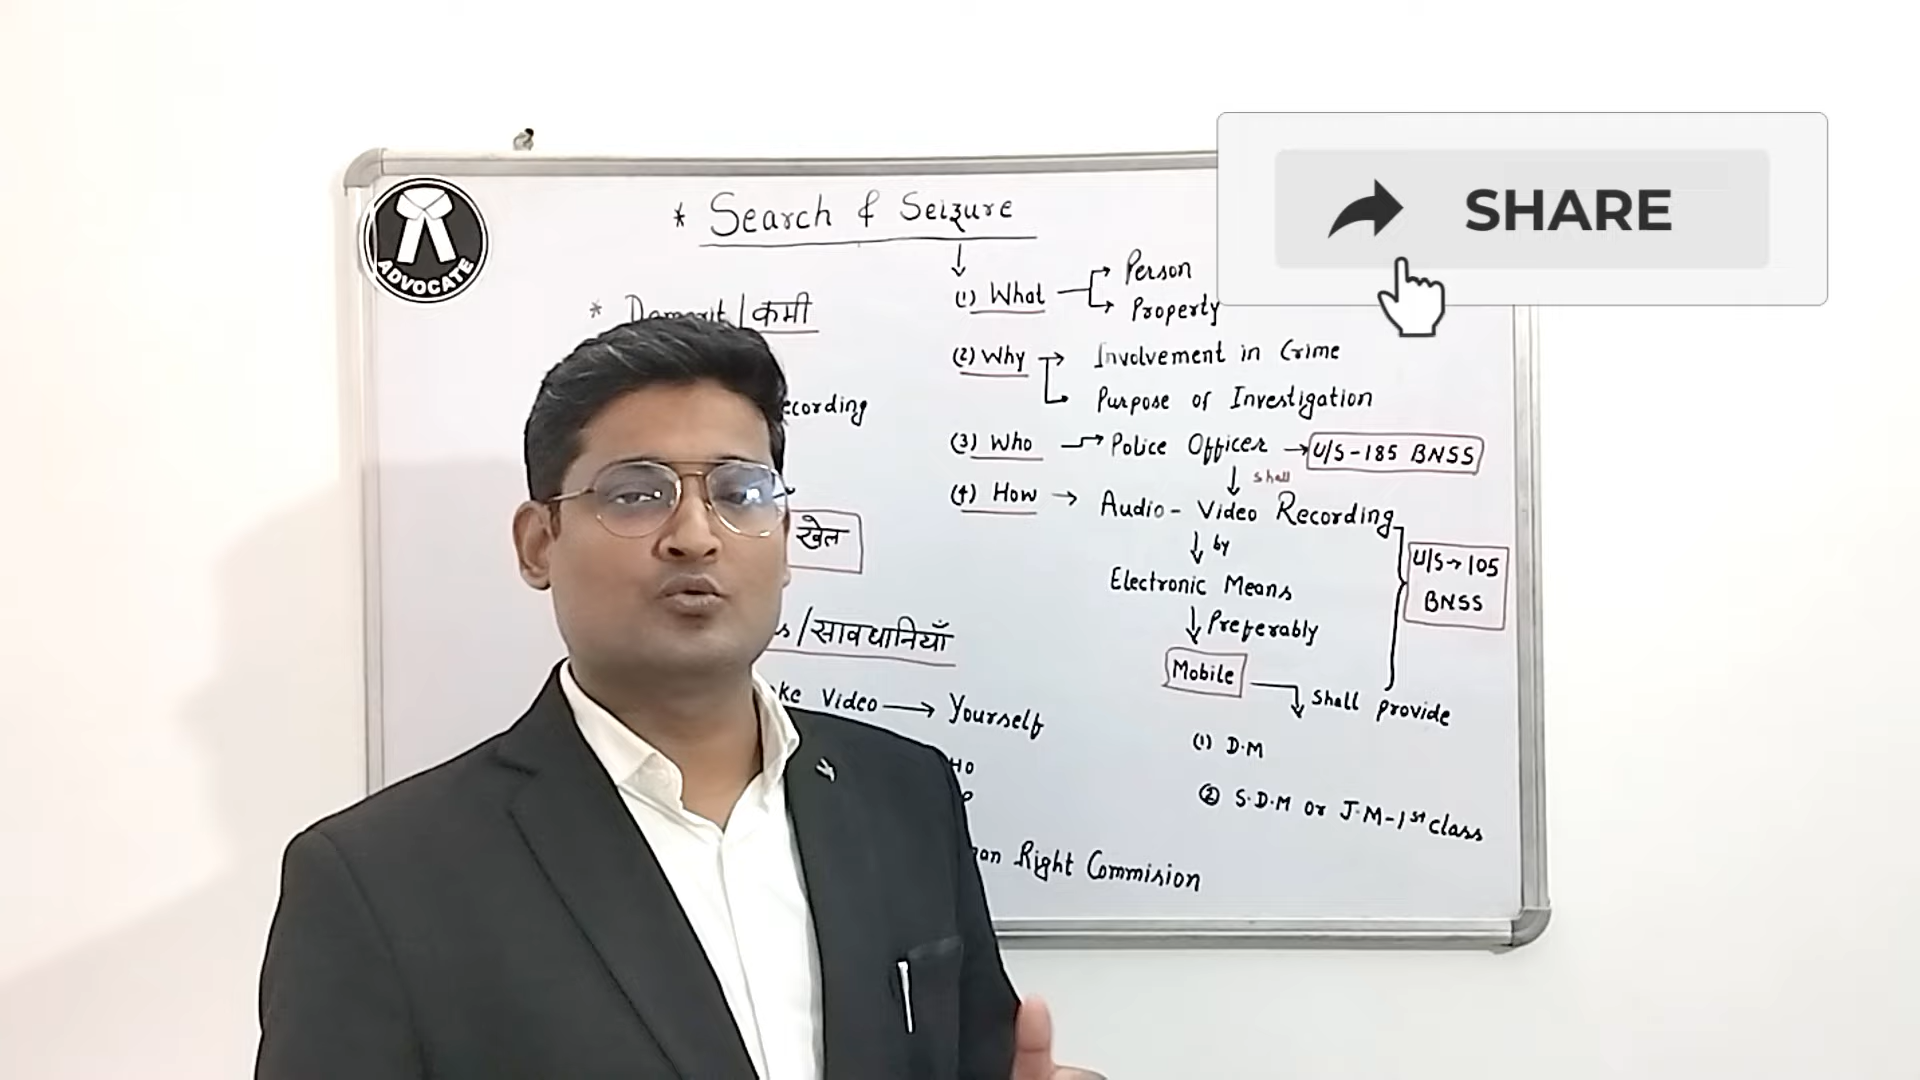 ADVOCATE
SHARE
* Search & Seizure
(1) What
Person
Property
(2) Why
Involvement in Crime
Purpose of Investigation
(3) Who → Police Officer → U/S-185 BNSS
shall
(4) How → Audio-Video Recording
by
Electronic Means
Preferably
Mobile
Shall provide
U/S→105
BNSS
(1) D.M
② S.D.M or J.M-1st class
* Demerit/कमी
ecording
खेल
/सावधानियाँ
Video → Yourself
Right Commision